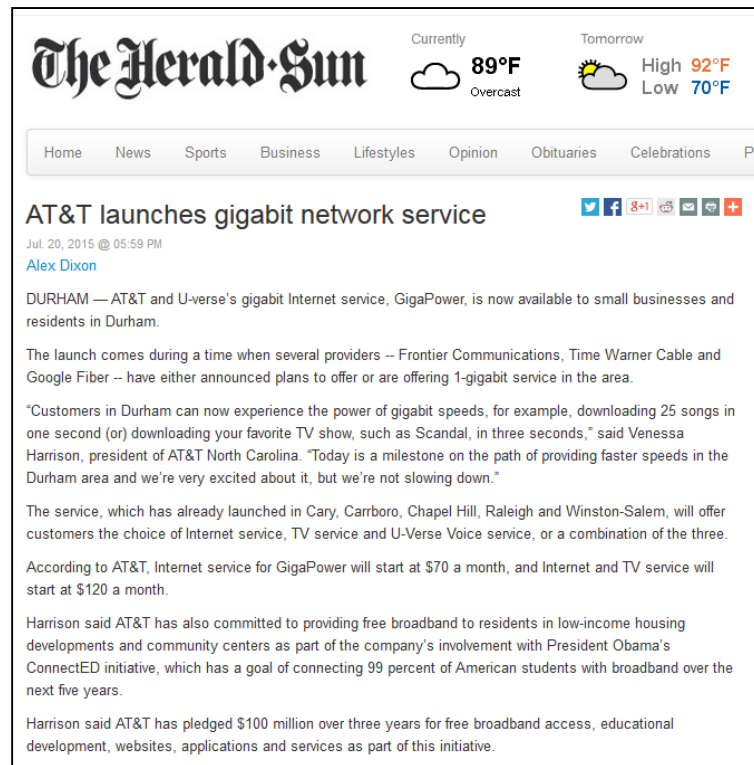 The Herald-Sun
Currently
89°F
Overcast
Tomorrow
High 92°F
Low 70°F
Home News Sports Business Lifestyles Opinion Obituaries Celebrations P
AT&T launches gigabit network service
8+1
Jul. 20, 2015 @ 05:59 PM
Alex Dixon
DURHAM — AT&T and U-verse’s gigabit Internet service, GigaPower, is now available to small businesses and
residents in Durham.
The launch comes during a time when several providers -- Frontier Communications, Time Warner Cable and
Google Fiber -- have either announced plans to offer or are offering 1-gigabit service in the area.
“Customers in Durham can now experience the power of gigabit speeds, for example, downloading 25 songs in
one second (or) downloading your favorite TV show, such as Scandal, in three seconds,” said Venessa
Harrison, president of AT&T North Carolina. “Today is a milestone on the path of providing faster speeds in the
Durham area and we’re very excited about it, but we’re not slowing down.”
The service, which has already launched in Cary, Carrboro, Chapel Hill, Raleigh and Winston-Salem, will offer
customers the choice of Internet service, TV service and U-Verse Voice service, or a combination of the three.
According to AT&T, Internet service for GigaPower will start at $70 a month, and Internet and TV service will
start at $120 a month.
Harrison said AT&T has also committed to providing free broadband to residents in low-income housing
developments and community centers as part of the company’s involvement with President Obama’s
ConnectED initiative, which has a goal of connecting 99 percent of American students with broadband over the
next five years.
Harrison said AT&T has pledged $100 million over three years for free broadband access, educational
development, websites, applications and services as part of this initiative.